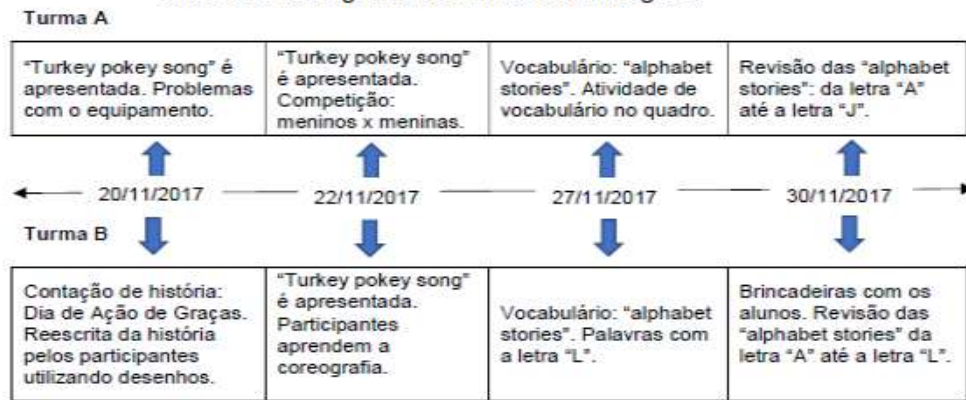 Turma A
“Turkey pokey song” é
apresentada. Problemas
com o equipamento.
“Turkey pokey song”
é apresentada.
Competição:
meninos x meninas.
Vocabulário: “alphabet
stories”. Atividade de
vocabulário no quadro.
Revisão das “alphabet
stories”: da letra “A”
até a letra “J”.
20/11/2017
22/11/2017
27/11/2017
30/11/2017
Turma B
Contação de história:
Dia de Ação de Graças.
Reescrita da história
pelos participantes
utilizando desenhos.
“Turkey pokey song”
é apresentada.
Participantes
aprendem a
coreografia.
Vocabulário: “alphabet
stories”. Palavras com
a letra “L”.
Brincadeiras com os
alunos. Revisão das
“alphabet stories” da
letra “A” até a letra “L”.